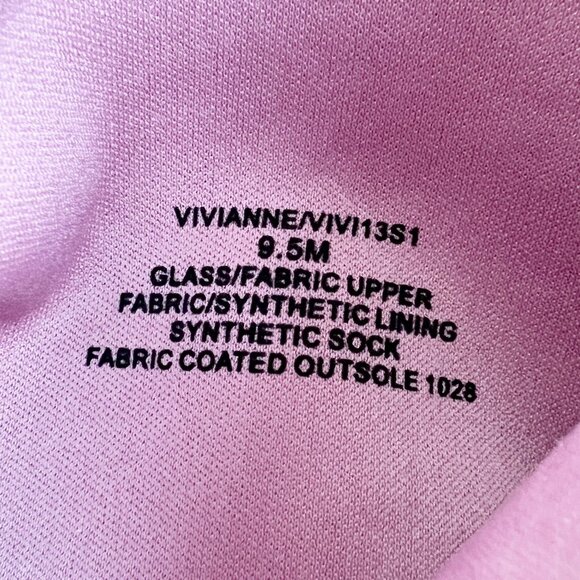 VIVIANNE/VIVI13S1
9.5M
GLASS/FABRIC UPPER
FABRIC/SYNTHETIC LINING
SYNTHETIC SOCK
FABRIC COATED OUTSOLE 1028